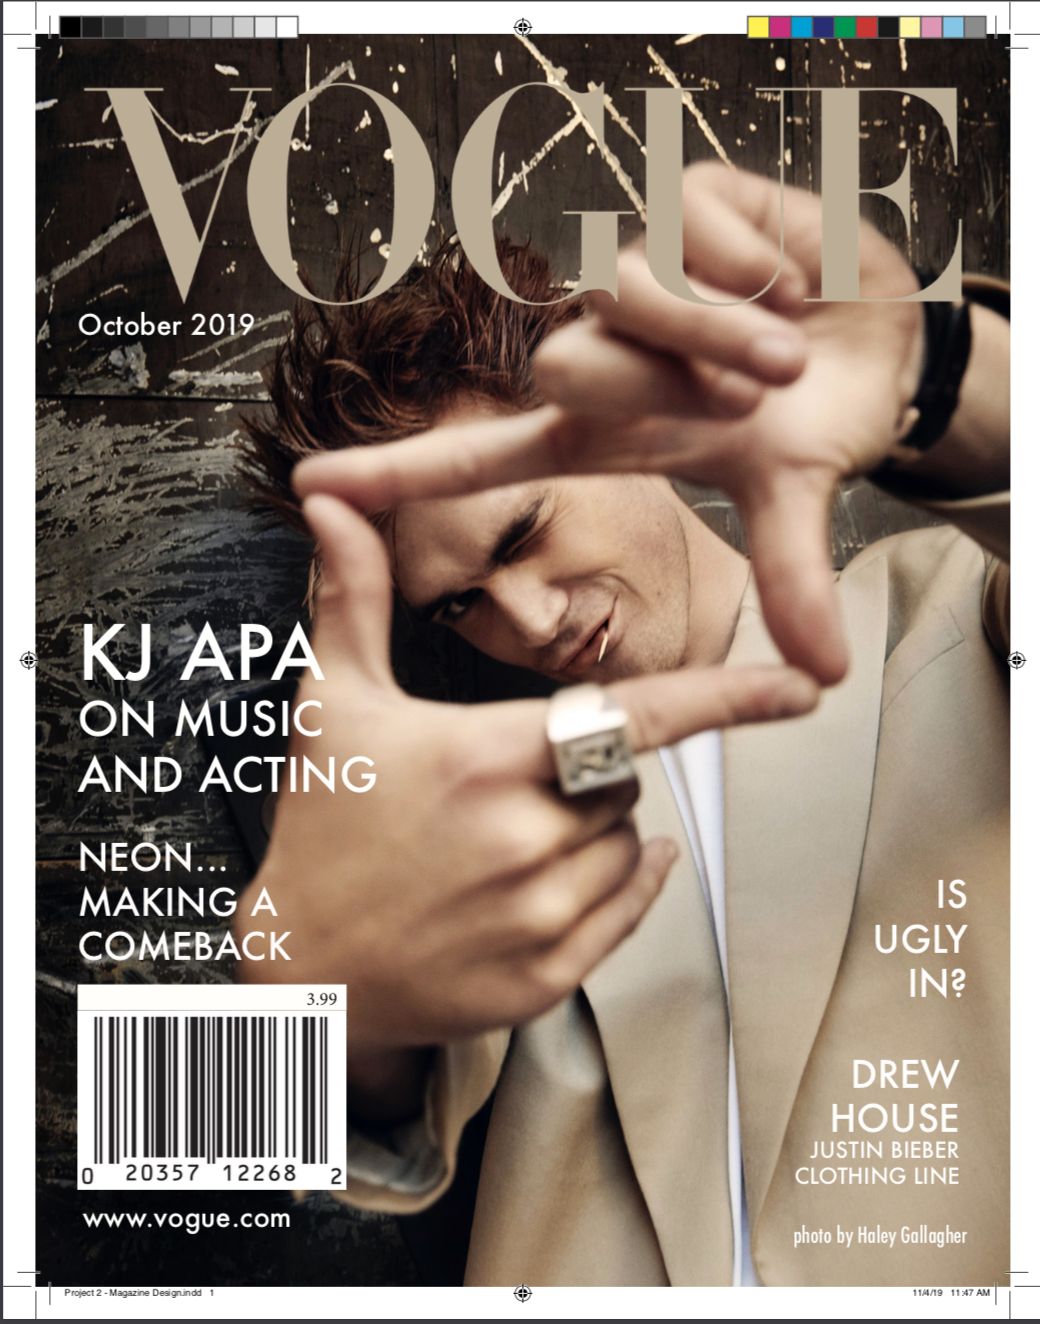 VOGUE
October 2019
KJ APA
ON MUSIC
AND ACTING
NEON...
MAKING A
COMEBACK
3.99
0 20357 12268 2
www.vogue.com
IS
UGLY
IN?
DREW
HOUSE
JUSTIN BIEBER
CLOTHING LINE
photo by Haley Gallagher
Project 2 - Magazine Design.indd 1
11/4/19 11:47 AM